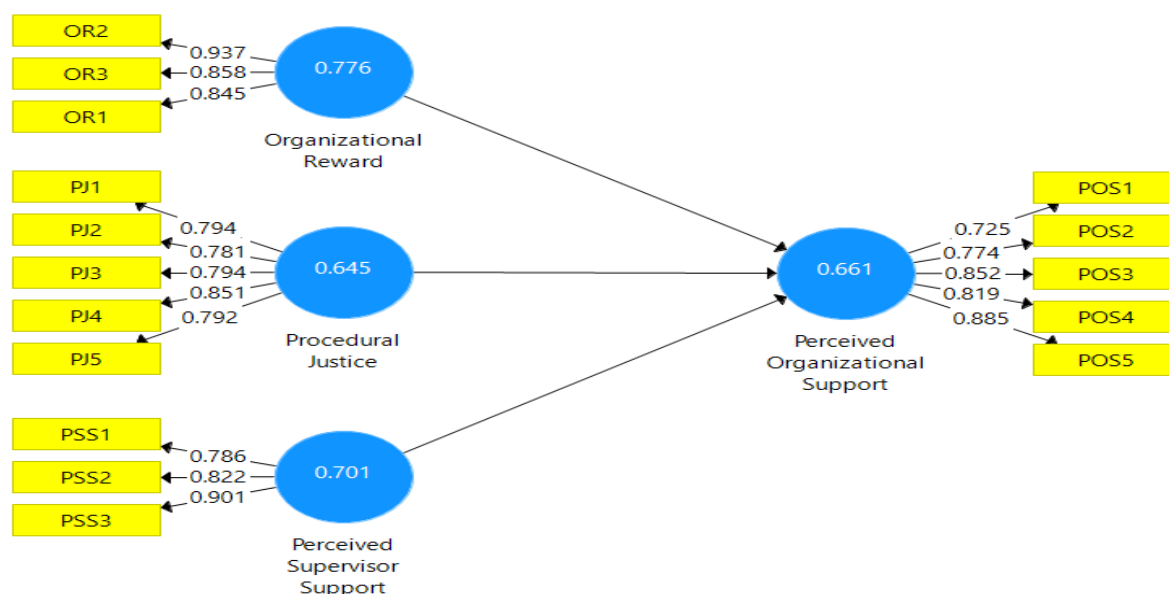 OR2
OR3
OR1
0.937
0.858
0.845
0.776
Organizational
Reward
PJ1
PJ2
PJ3
PJ4
PJ5
0.794
0.781
0.794
0.851
0.792
0.645
Procedural
Justice
PSS1
PSS2
PSS3
0.786
0.822
0.901
0.701
Perceived
Supervisor
Support
0.661
Perceived
Organizational
Support
0.725
0.774
0.852
0.819
0.885
POS1
POS2
POS3
POS4
POS5